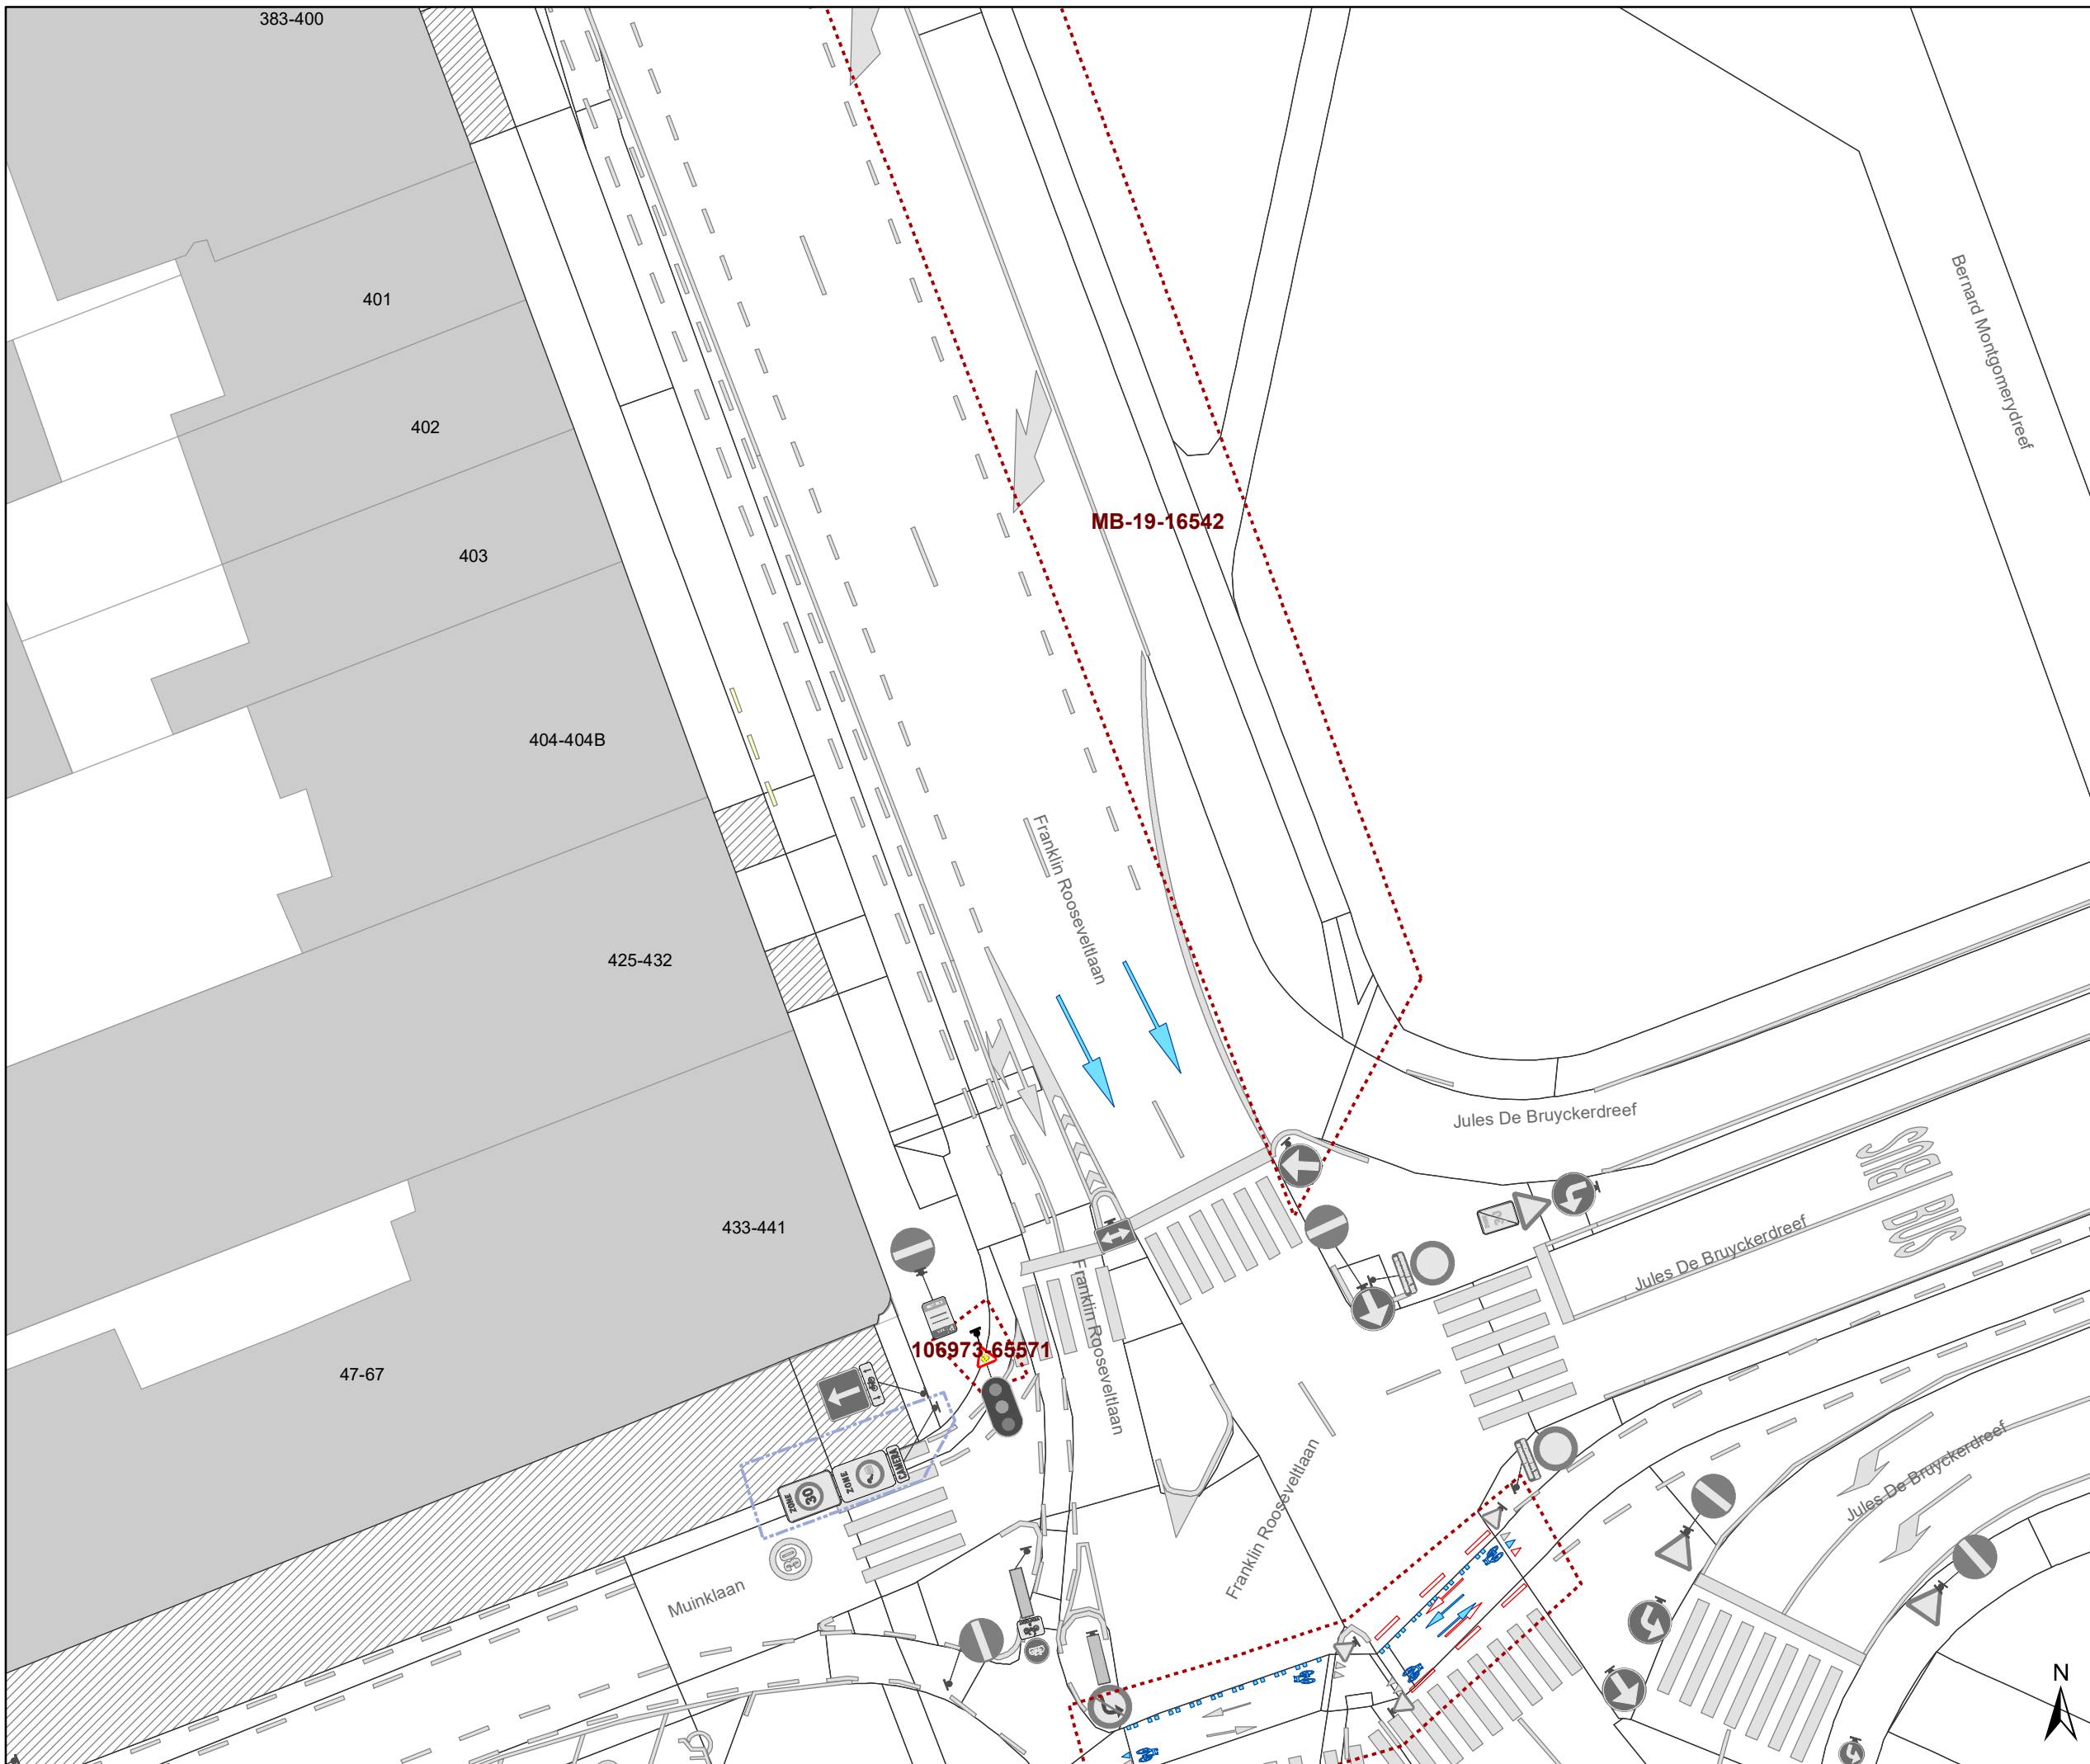 383-400
401
402
403
404-404B
425-432
433-441
47-67
MB-19-16542
Bernard Montgomerydreef
Franklin Rooseveltlaan
Jules De Bruyckerdreef
Jules De Bruyckerdreef
BUS BUS
Franklin Rooseveltlaan
106973-65571
Franklin Rooseveltlaan
Jules De Bruyckerdreef
ZONE
30
ZONE
CAMERA
30
Muinklaan
N